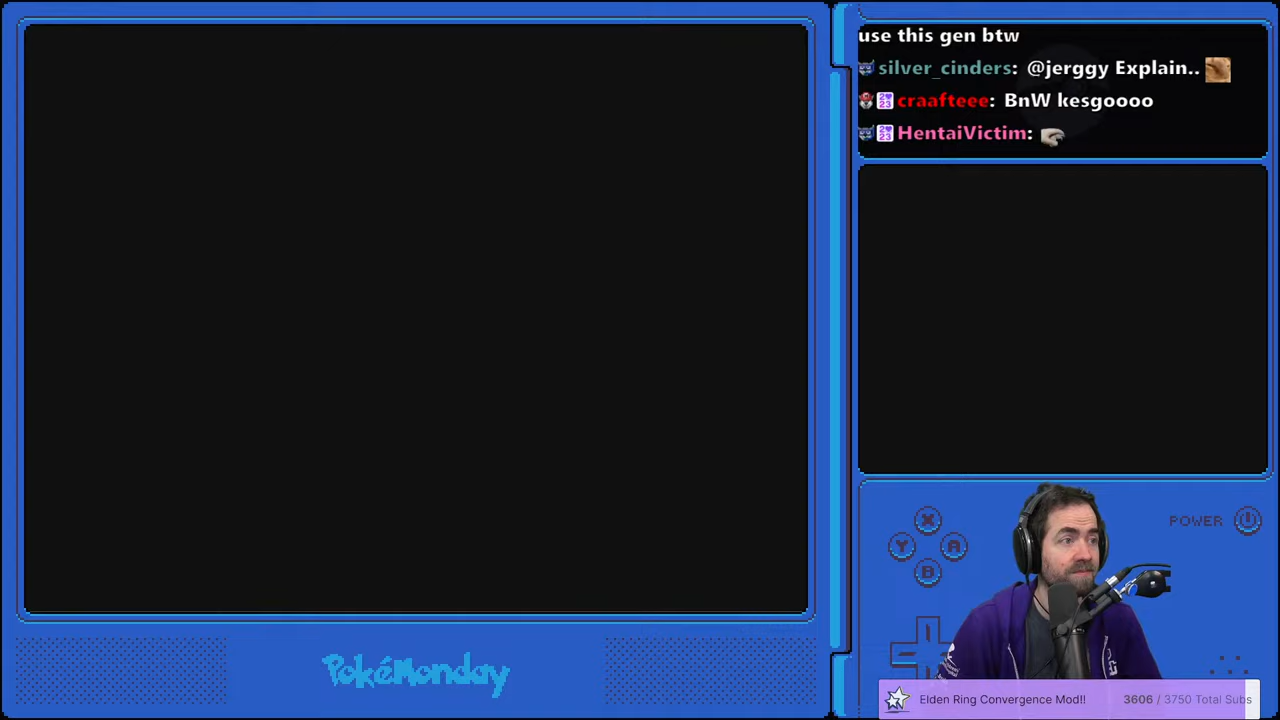 use this gen btw
silver_cinders: @jerggy Explain..
craafteee: BnW kesgoooo
HentaiVictim:
X
Y A
B
POWER
PokéMonday
Elden Ring Convergence Mod!! 3606 / 3750 Total Subs